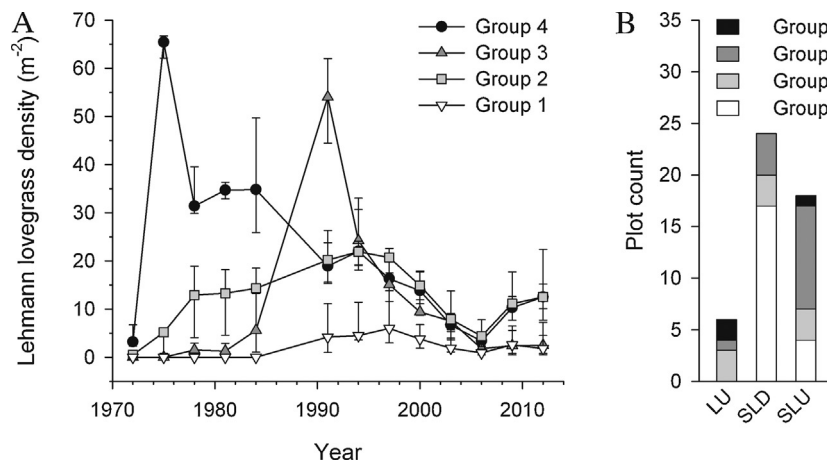 A
Lehmann lovegrass density (m-2)
70
60
50
40
30
20
10
0
1970 1980 1990 2000 2010
Year
Group 4
Group 3
Group 2
Group 1
B
Plot count
35
30
25
20
15
10
5
0
LU SLD SLU
Group
Group
Group
Group